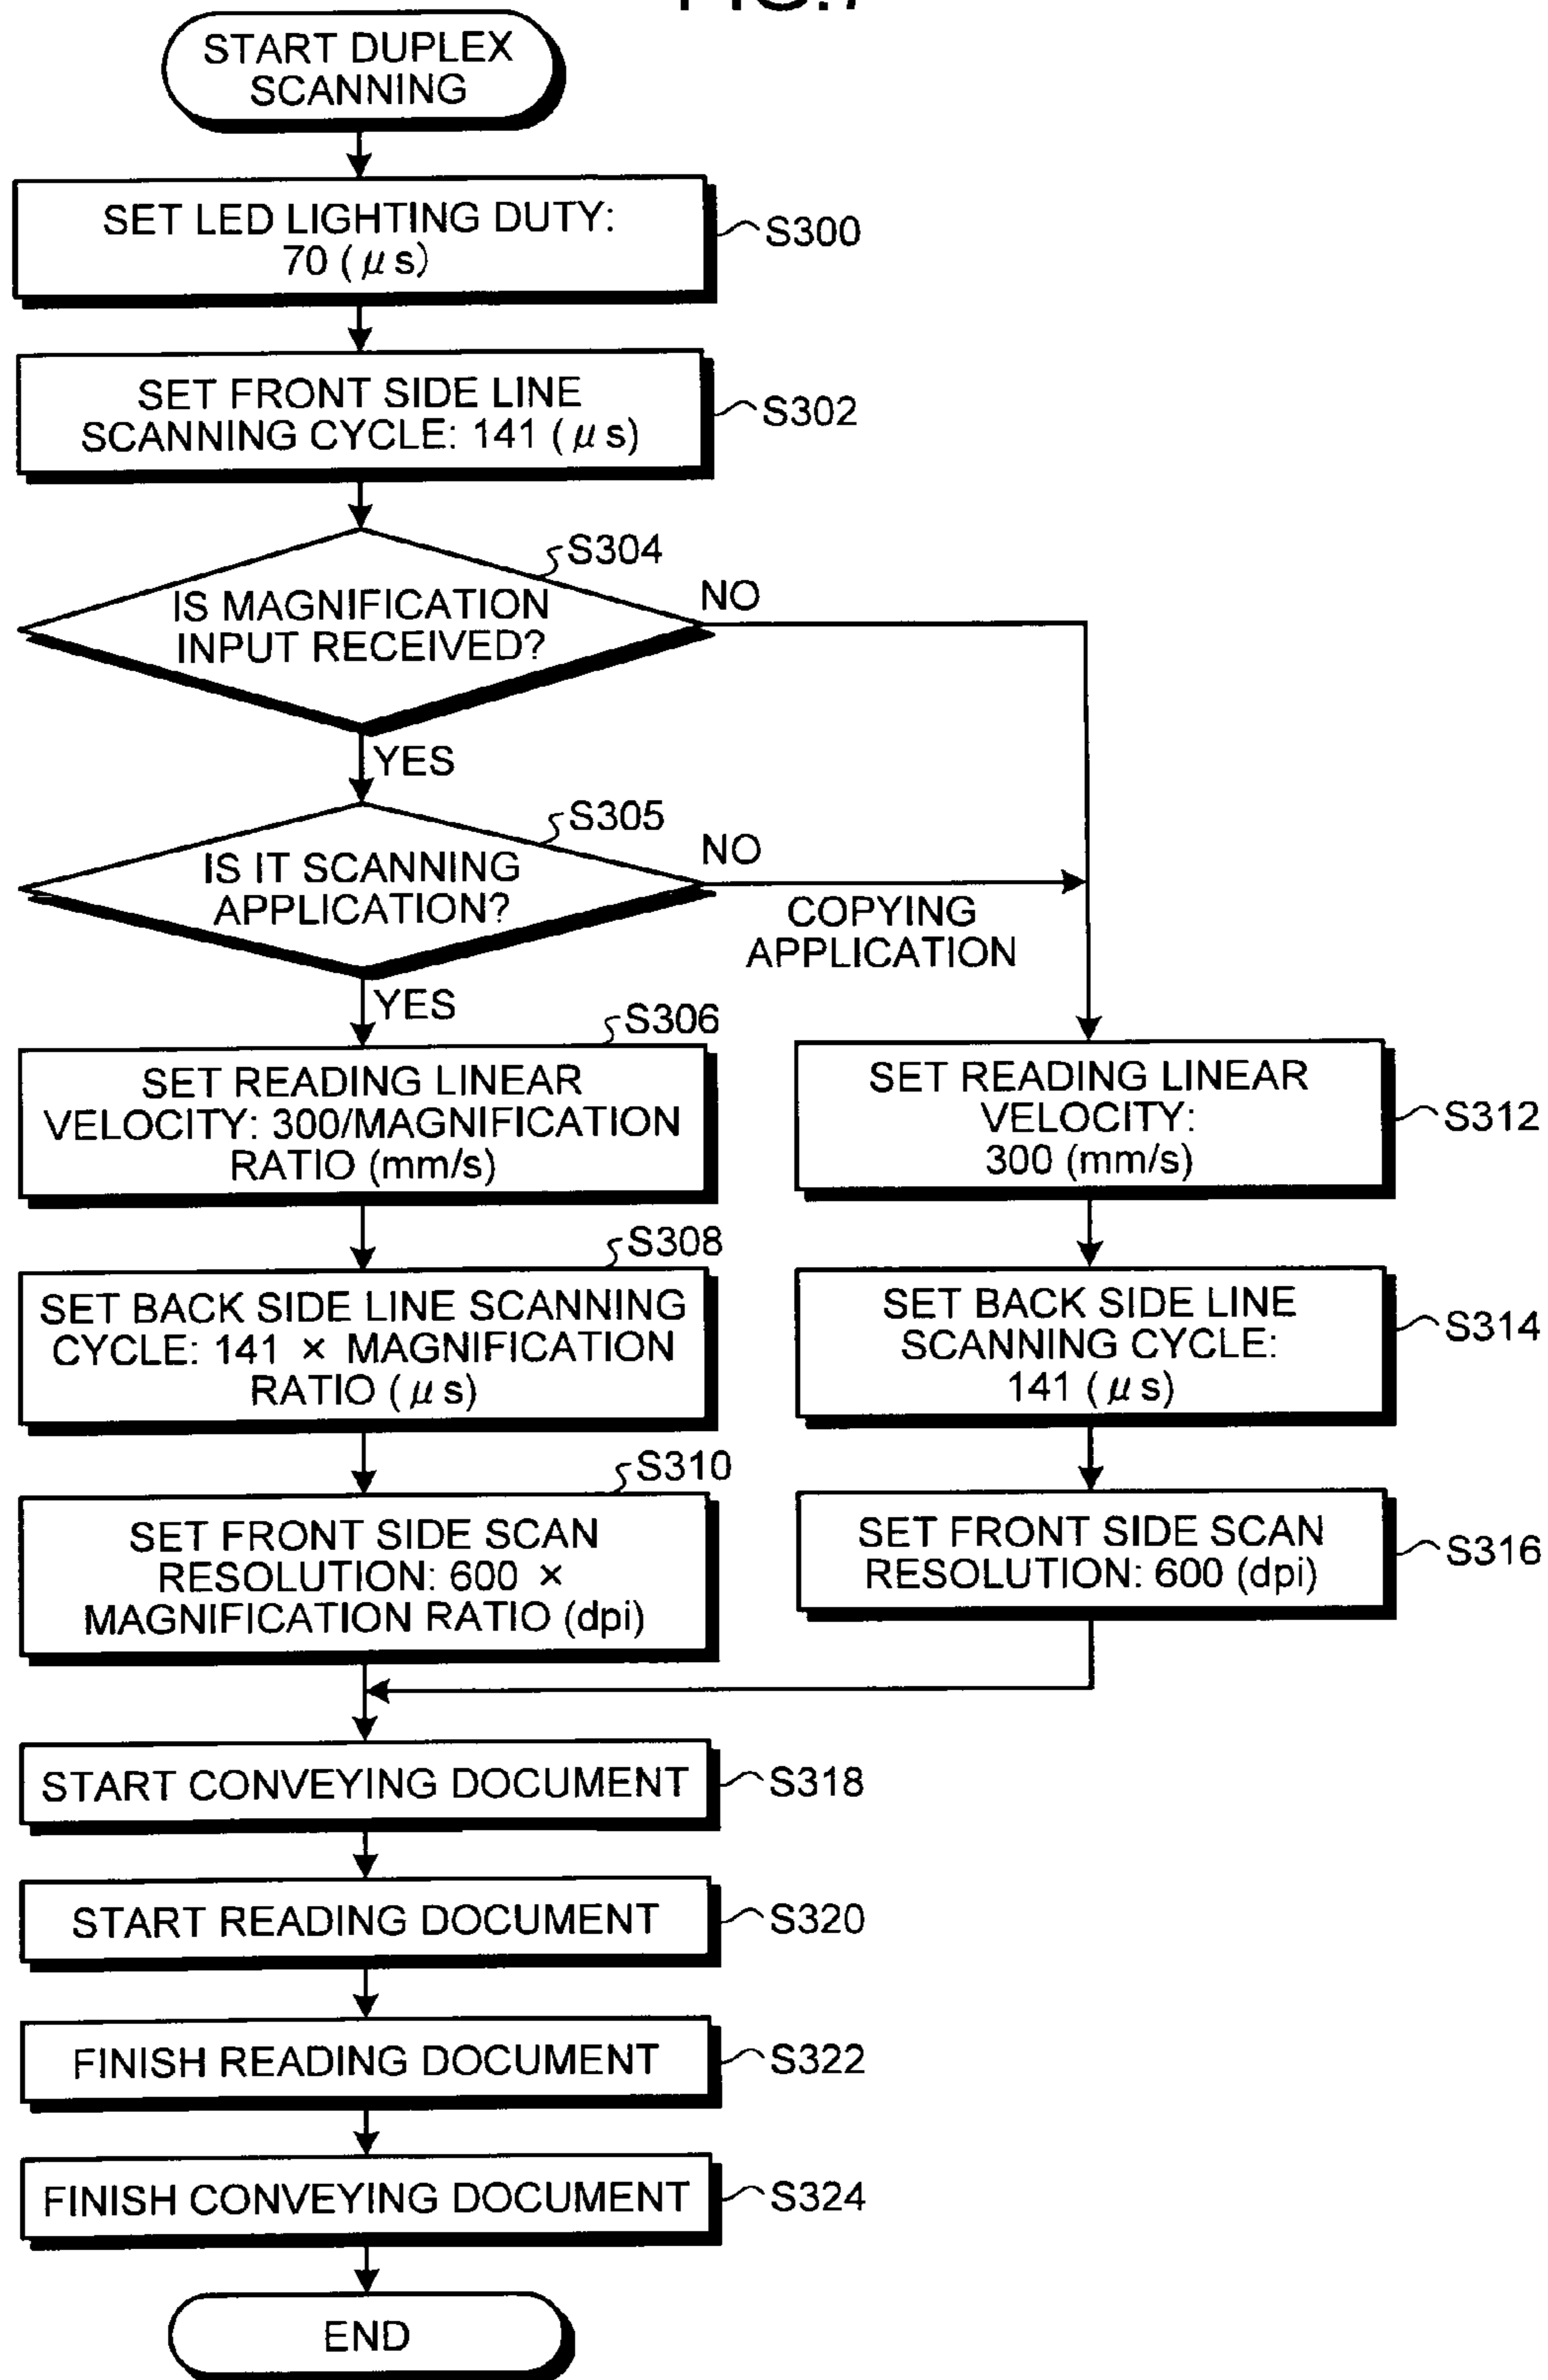 START DUPLEX
SCANNING
SET LED LIGHTING DUTY:
70 (μs)
S300
SET FRONT SIDE LINE
SCANNING CYCLE: 141 (μs)
S302
S304
IS MAGNIFICATION
INPUT RECEIVED?
NO
YES
S305
IS IT SCANNING
APPLICATION?
NO
COPYING
APPLICATION
YES
S306
SET READING LINEAR
VELOCITY: 300/MAGNIFICATION
RATIO (mm/s)
S308
SET BACK SIDE LINE SCANNING
CYCLE: 141 × MAGNIFICATION
RATIO (μs)
S310
SET FRONT SIDE SCAN
RESOLUTION: 600 ×
MAGNIFICATION RATIO (dpi)
SET READING LINEAR
VELOCITY:
300 (mm/s)
S312
SET BACK SIDE LINE
SCANNING CYCLE:
141 (μs)
S314
SET FRONT SIDE SCAN
RESOLUTION: 600 (dpi)
S316
START CONVEYING DOCUMENT
S318
START READING DOCUMENT
S320
FINISH READING DOCUMENT
S322
FINISH CONVEYING DOCUMENT
S324
END